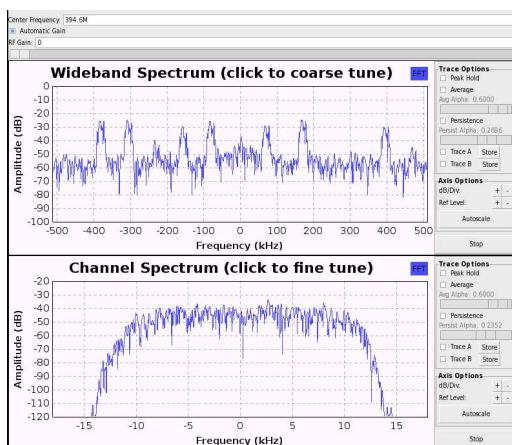 Center Frequency: 394.6M
Automatic Gain
RF Gain: 0
Wideband Spectrum (click to coarse tune)
FFT
Amplitude (dB)
0
-10
-20
-30
-40
-50
-60
-70
-80
-90
-100
-500 -400 -300 -200 -100 0 100 200 300 400 500
Frequency (kHz)
Trace Options
Peak Hold
Average
Avg Alpha: 0.6000
Persistence
Persist Alpha: 0.2696
Trace A Store
Trace B Store
Axis Options
dB/Div: + -
Ref Level: + -
Autoscale
Stop
Channel Spectrum (click to fine tune)
FFT
Amplitude (dB)
-20
-30
-40
-50
-60
-70
-80
-90
-100
-110
-120
-15 -10 -5 0 5 10 15
Frequency (kHz)
Trace Options
Peak Hold
Average
Avg Alpha: 0.6000
Persistence
Persist Alpha: 0.2352
Trace A Store
Trace B Store
Axis Options
dB/Div: + -
Ref Level: + -
Autoscale
Stop